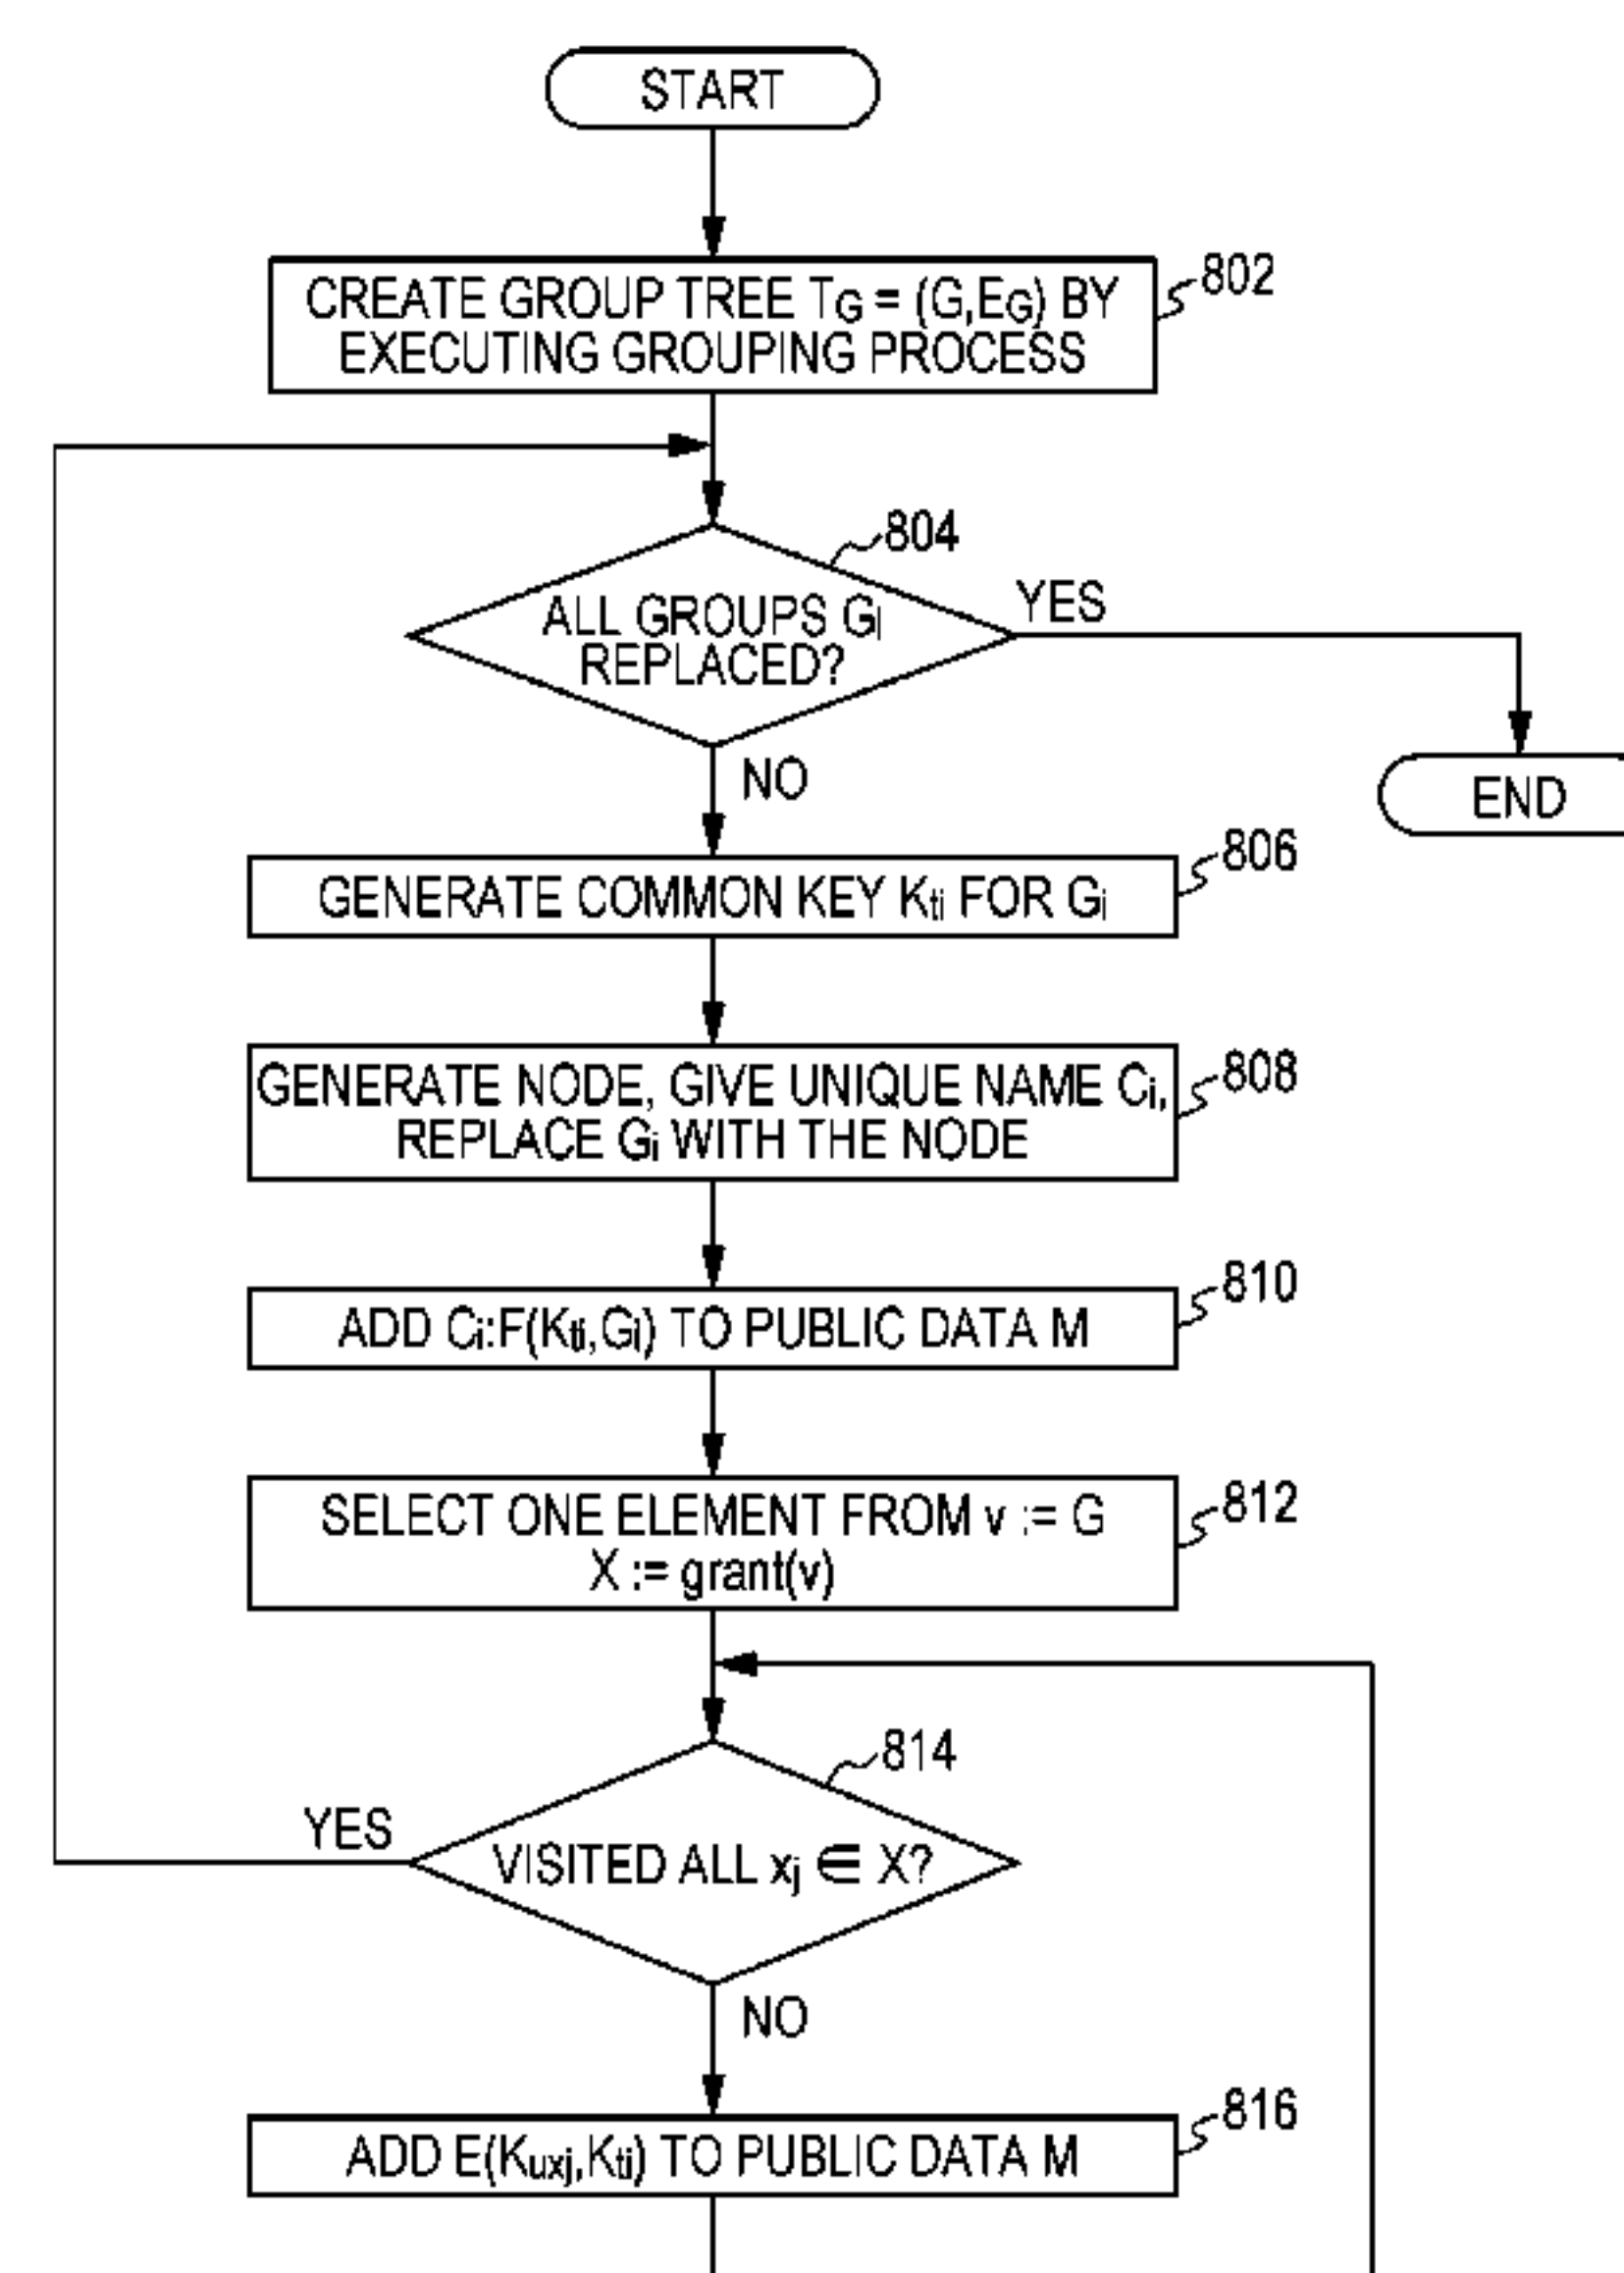 START
CREATE GROUP TREE TG = (G,EG) BY
EXECUTING GROUPING PROCESS
802
804
ALL GROUPS Gi
REPLACED?
YES
NO
END
GENERATE COMMON KEY Kti FOR Gi
806
GENERATE NODE, GIVE UNIQUE NAME Ci,
REPLACE Gi WITH THE NODE
808
ADD Ci:F(Kti,Gi) TO PUBLIC DATA M
810
SELECT ONE ELEMENT FROM v := G
X := grant(v)
812
814
VISITED ALL xj ∈ X?
YES
NO
ADD E(Kuxj,Kti) TO PUBLIC DATA M
816